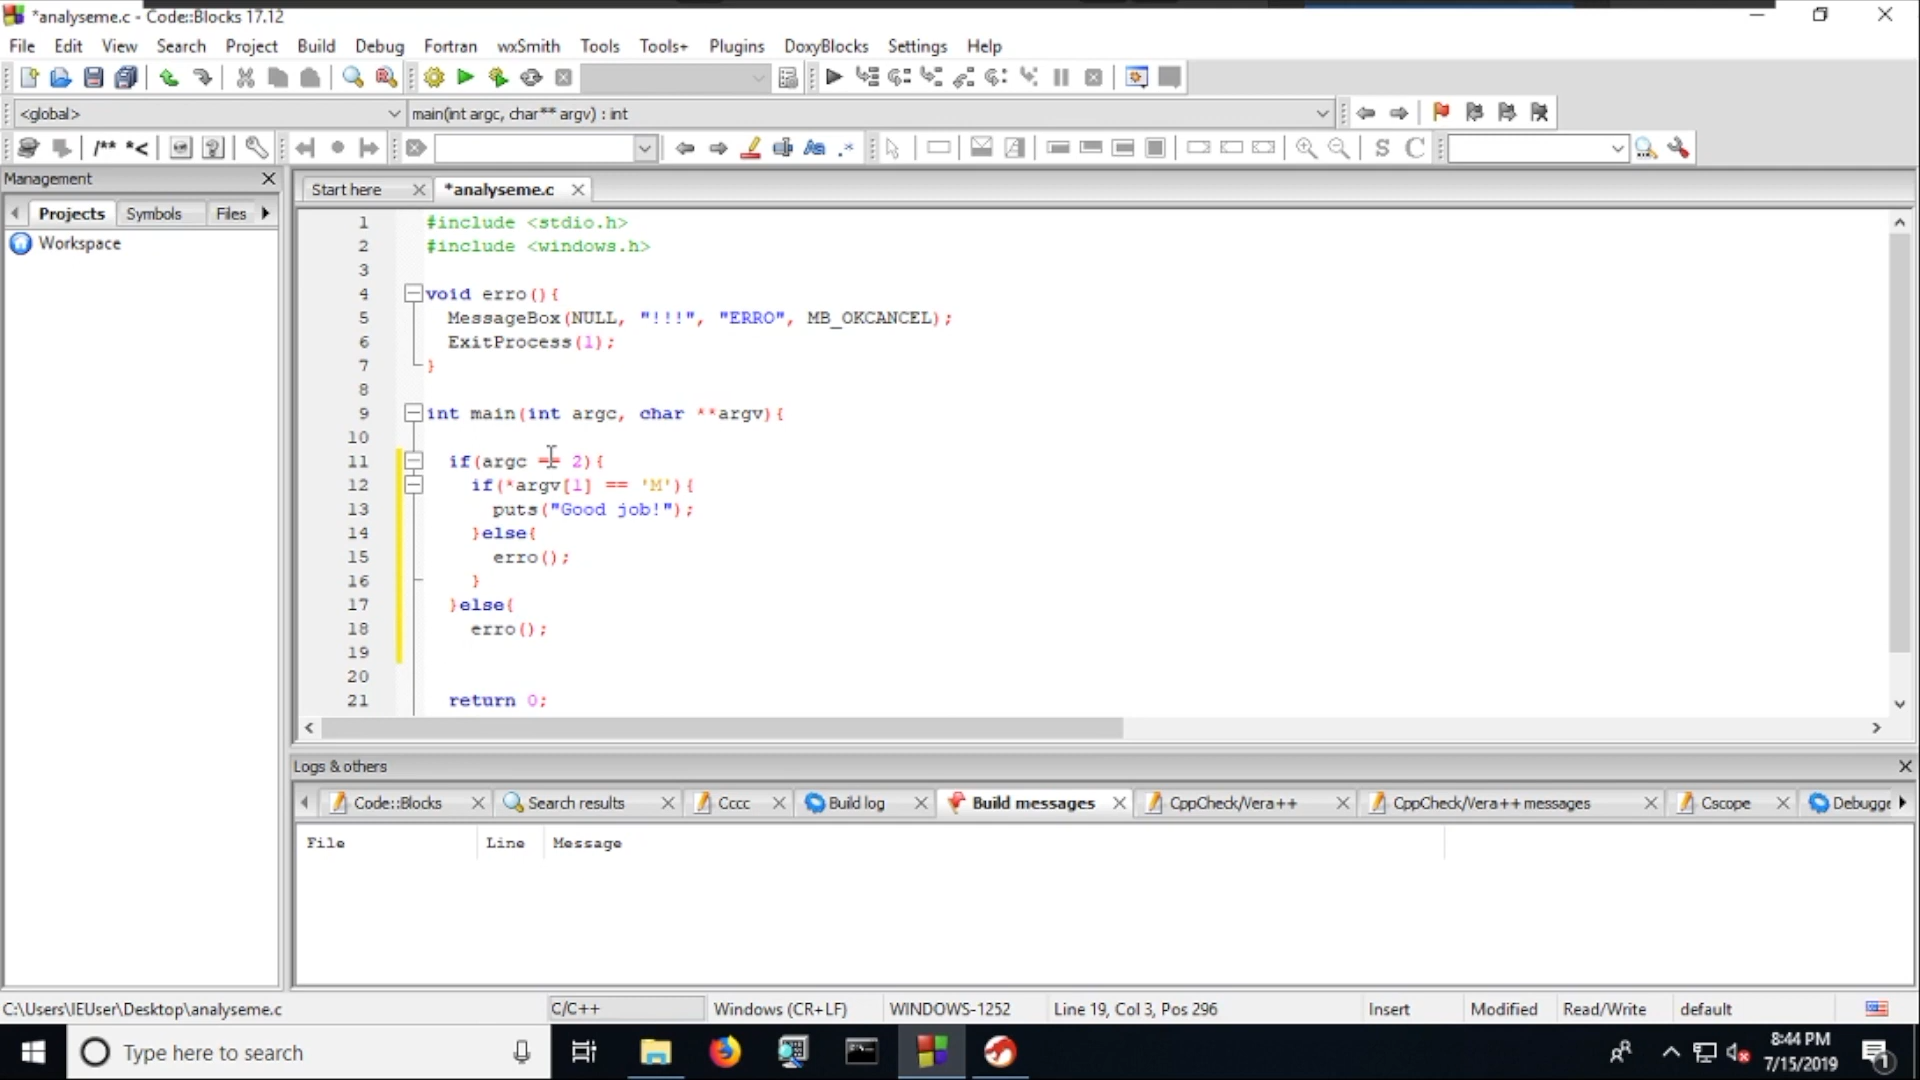 *analyseme.c - Code::Blocks 17.12
File Edit View Search Project Build Debug Fortran wxSmith Tools Tools+ Plugins DoxyBlocks Settings Help
<global> main(int argc, char** argv) : int
/** *<
S C
Management
Projects Symbols Files
Workspace
Start here *analyseme.c
1 #include <stdio.h>
2 #include <windows.h>
3
4 void erro(){
5 MessageBox(NULL, "!!!", "ERRO", MB_OKCANCEL);
6 ExitProcess(1);
7 }
8
9 int main(int argc, char **argv){
10
11 if(argc == 2){
12 if(*argv[1] == 'M'){
13 puts("Good job!");
14 }else{
15 erro();
16 }
17 }else{
18 erro();
19
20
21 return 0;
Logs & others
Code::Blocks Search results Cccc Build log Build messages CppCheck/Vera++ CppCheck/Vera++ messages Cscope Debugge
File Line Message
C:\Users\IEUser\Desktop\analyseme.c C/C++ Windows (CR+LF) WINDOWS-1252 Line 19, Col 3, Pos 296 Insert Modified Read/Write default
Type here to search
8:44 PM
7/15/2019
1